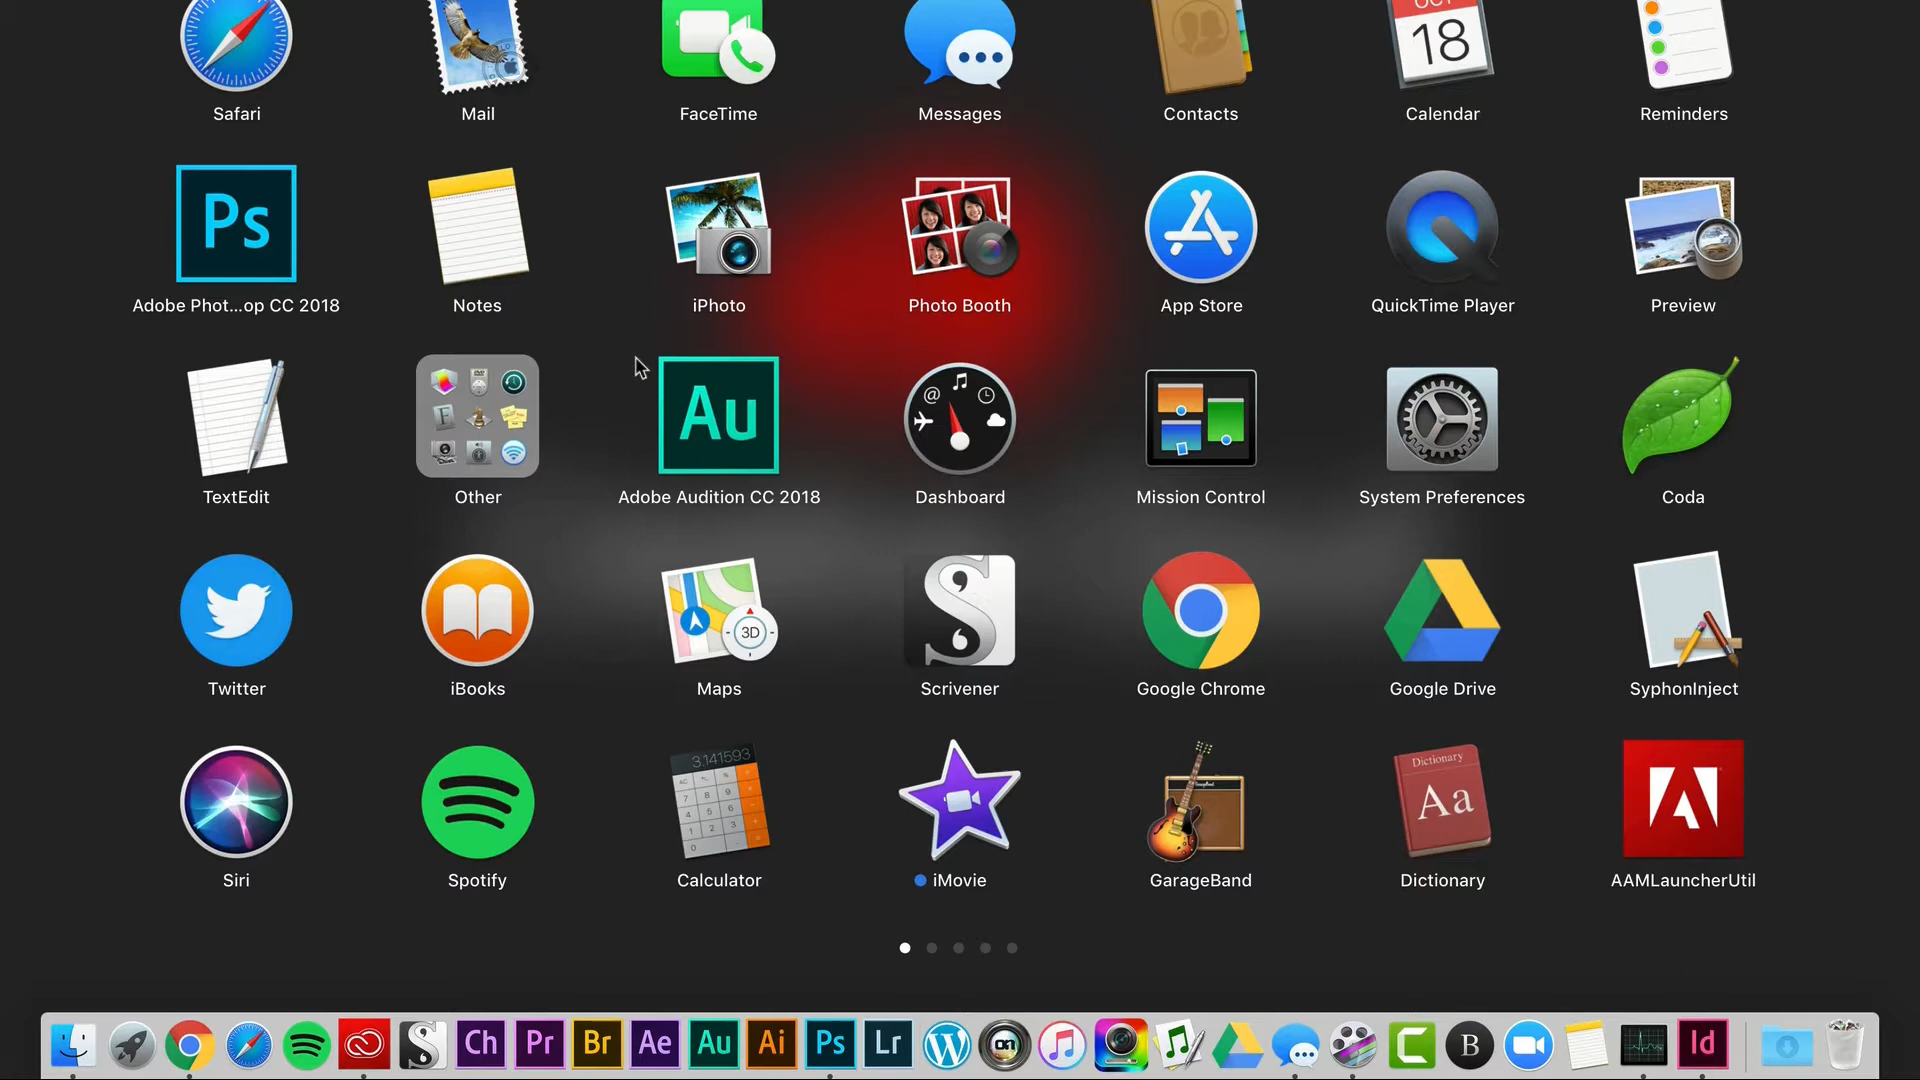 OCT
18
Safari
Mail
FaceTime
Messages
Contacts
Calendar
Reminders
Ps
Adobe Phot...op CC 2018
Notes
iPhoto
Photo Booth
App Store
QuickTime Player
Preview
Au
@
TextEdit
Other
Adobe Audition CC 2018
Dashboard
Mission Control
System Preferences
Coda
3D
Twitter
iBooks
Maps
Scrivener
Google Chrome
Google Drive
SyphonInject
3.141593
Dictionary
Aa
Siri
Spotify
Calculator
iMovie
GarageBand
Dictionary
AAMLauncherUtil
Ch Pr Br Ae Au Ai Ps Lr ON B Id